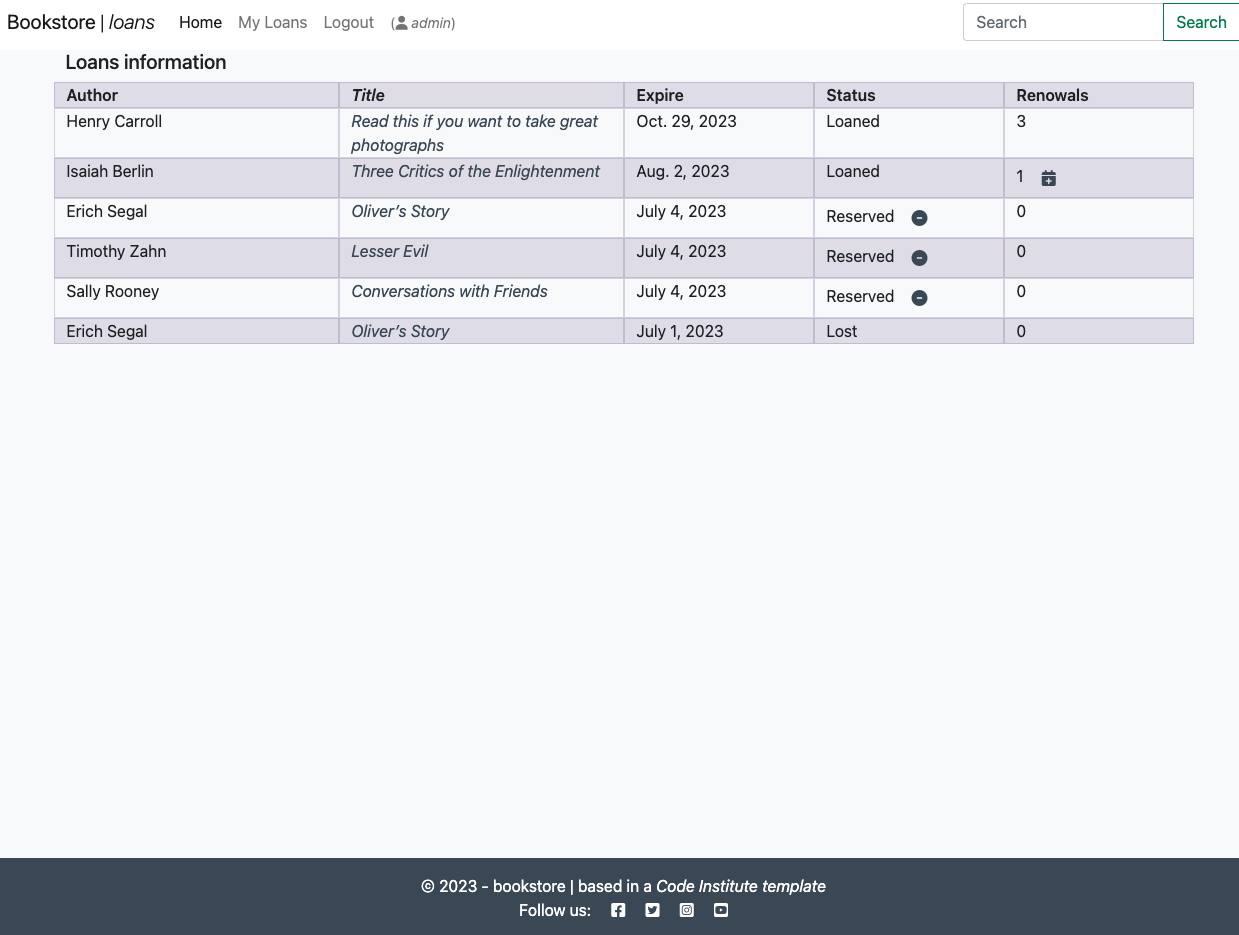 Bookstore | loans Home My Loans Logout (admin) Search Search
Loans information
Author Title Expire Status Renowals
Henry Carroll Read this if you want to take great Oct. 29, 2023 Loaned 3
photographs
Isaiah Berlin Three Critics of the Enlightenment Aug. 2, 2023 Loaned 1
Erich Segal Oliver’s Story July 4, 2023 Reserved 0
Timothy Zahn Lesser Evil July 4, 2023 Reserved 0
Sally Rooney Conversations with Friends July 4, 2023 Reserved 0
Erich Segal Oliver’s Story July 1, 2023 Lost 0
© 2023 - bookstore | based in a Code Institute template
Follow us: